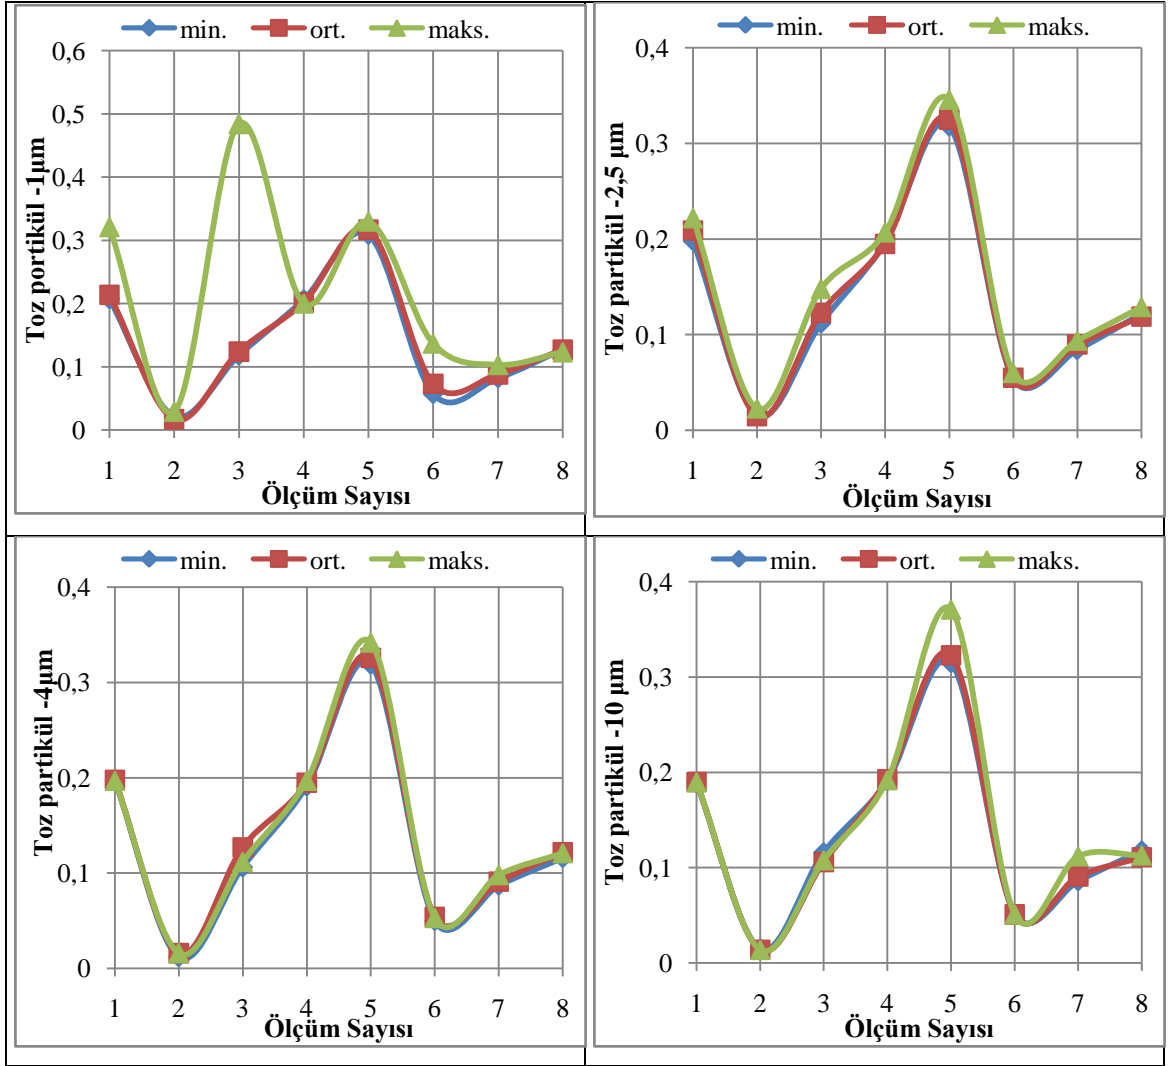 min. ort. maks.
0,6
0,5
0,4
0,3
0,2
0,1
0
1 2 3 4 5 6 7 8
Toz portikül -1µm
Ölçüm Sayısı
min. ort. maks.
0,4
0,3
0,2
0,1
0
1 2 3 4 5 6 7 8
Toz partikül -2,5 µm
Ölçüm Sayısı
min. ort. maks.
0,4
0,3
0,2
0,1
0
1 2 3 4 5 6 7 8
Toz partikül -4µm
Ölçüm Sayısı
min. ort. maks.
0,4
0,3
0,2
0,1
0
1 2 3 4 5 6 7 8
Toz partikül -10 µm
Ölçüm Sayısı